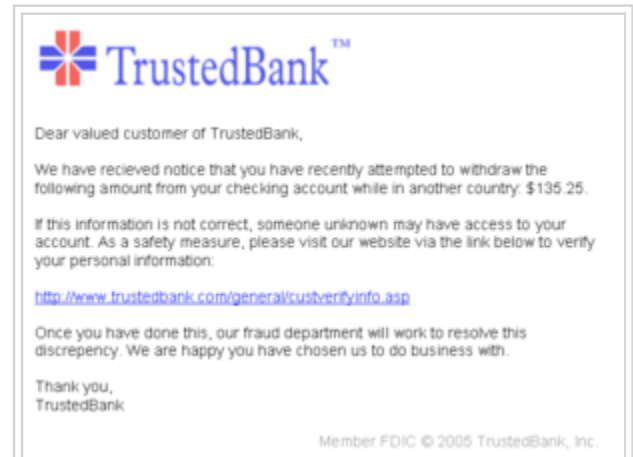 TrustedBank™
Dear valued customer of TrustedBank,
We have recieved notice that you have recently attempted to withdraw the
following amount from your checking account while in another country: $135.25.
If this information is not correct, someone unknown may have access to your
account. As a safety measure, please visit our website via the link below to verify
your personal information:
http://www.trustedbank.com/general/custverifyinfo.asp
Once you have done this, our fraud department will work to resolve this
discrepency. We are happy you have chosen us to do business with.
Thank you,
TrustedBank
Member FDIC © 2005 TrustedBank, Inc.